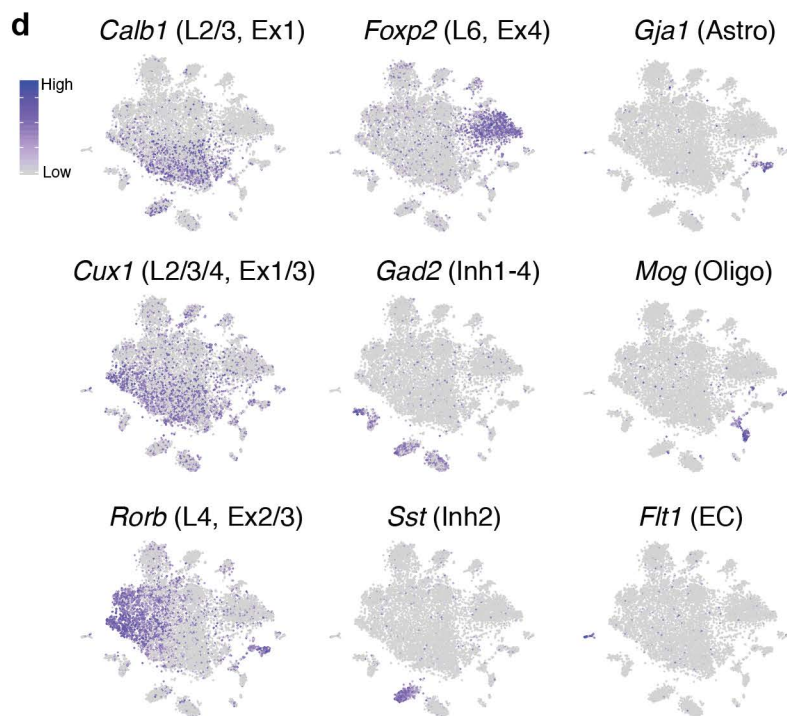 d
Calb1 (L2/3, Ex1)
Foxp2 (L6, Ex4)
Gja1 (Astro)
High
Low
Cux1 (L2/3/4, Ex1/3)
Gad2 (Inh1-4)
Mog (Oligo)
Rorb (L4, Ex2/3)
Sst (Inh2)
Flt1 (EC)